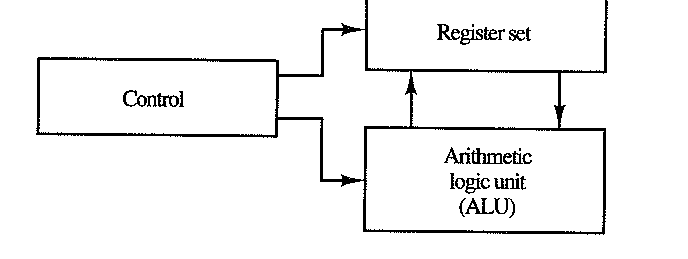 Register set
Control
Arithmetic
logic unit
(ALU)